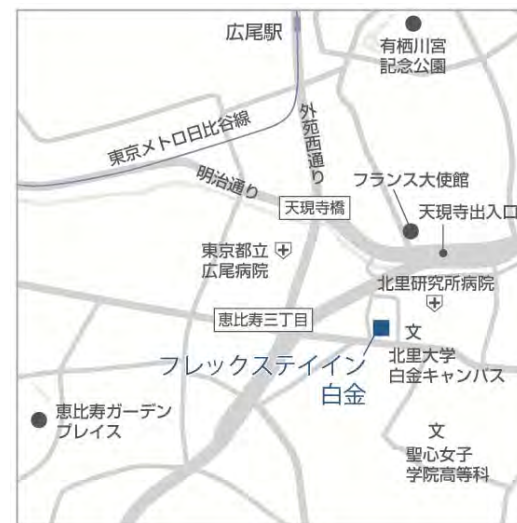 広尾駅
有栖川宮
記念公園
東京メトロ日比谷線
外苑西通り
明治通り
天現寺橋
フランス大使館
天現寺出入口
東京都立
広尾病院
北里研究所病院
恵比寿三丁目
文
フレックステイイン
白金
北里大学
白金キャンパス
恵比寿ガーデン
プレイス
文
聖心女子
学院高等科